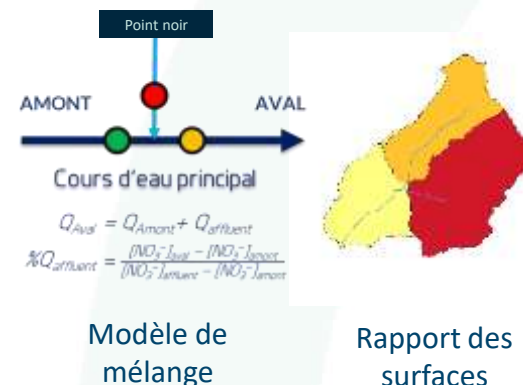 Point noir
AMONT
AVAL
Cours d'eau principal
Q_Aval = Q_Amont + Q_affluent
%Q_affluent = ([NO₃⁻]_aval − [NO₃⁻]_amont) / ([NO₃⁻]_affluent − [NO₃⁻]_amont)
Modèle de
mélange
Rapport des
surfaces